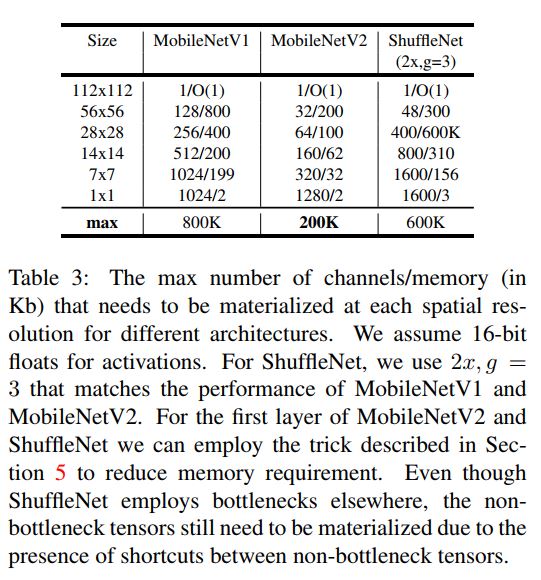 Size MobileNetV1 MobileNetV2 ShuffleNet
(2x,g=3)
112x112 1/O(1) 1/O(1) 1/O(1)
56x56 128/800 32/200 48/300
28x28 256/400 64/100 400/600K
14x14 512/200 160/62 800/310
7x7 1024/199 320/32 1600/156
1x1 1024/2 1280/2 1600/3
max 800K 200K 600K
Table 3: The max number of channels/memory (in
Kb) that needs to be materialized at each spatial res-
olution for different architectures. We assume 16-bit
floats for activations. For ShuffleNet, we use 2x, g =
3 that matches the performance of MobileNetV1 and
MobileNetV2. For the first layer of MobileNetV2 and
ShuffleNet we can employ the trick described in Sec-
tion 5 to reduce memory requirement. Even though
ShuffleNet employs bottlenecks elsewhere, the non-
bottleneck tensors still need to be materialized due to the
presence of shortcuts between non-bottleneck tensors.